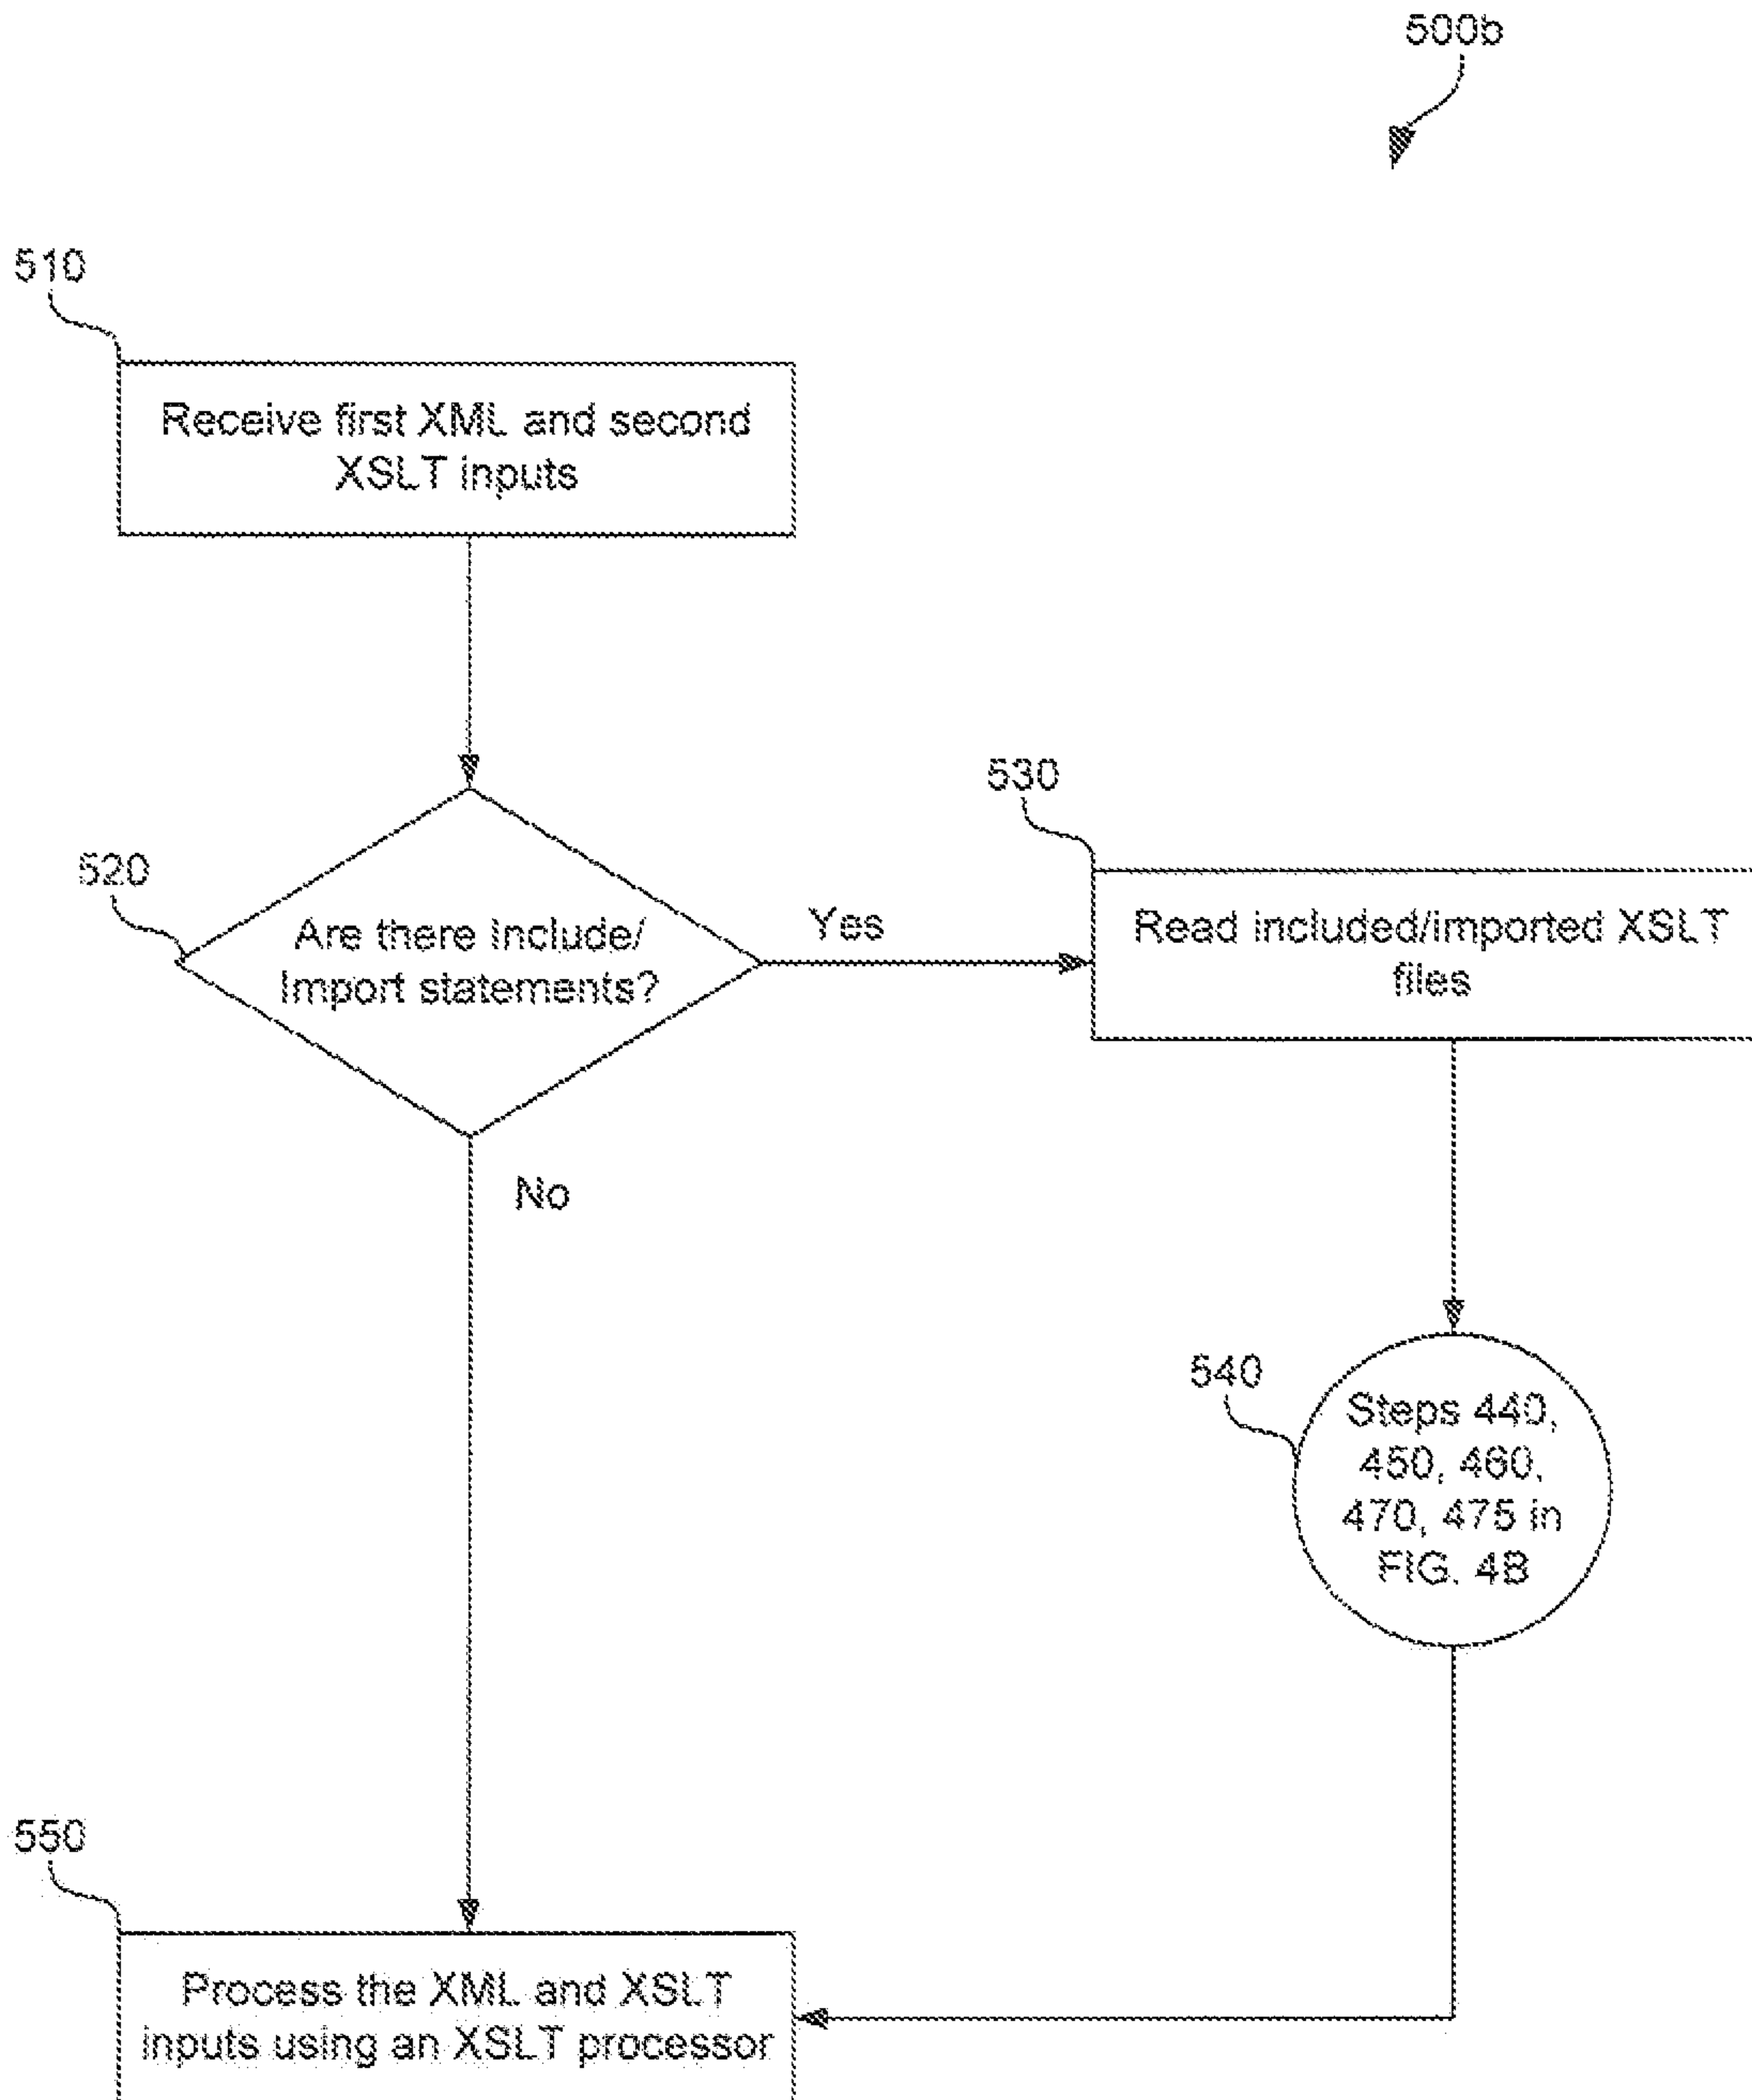 500b
510
Receive first XML and second
XSLT inputs
520
Are there Include/
Import statements?
Yes
No
530
Read included/imported XSLT
files
540
Steps 440,
450, 460,
470, 475 in
FIG. 4B
550
Process the XML and XSLT
inputs using an XSLT processor